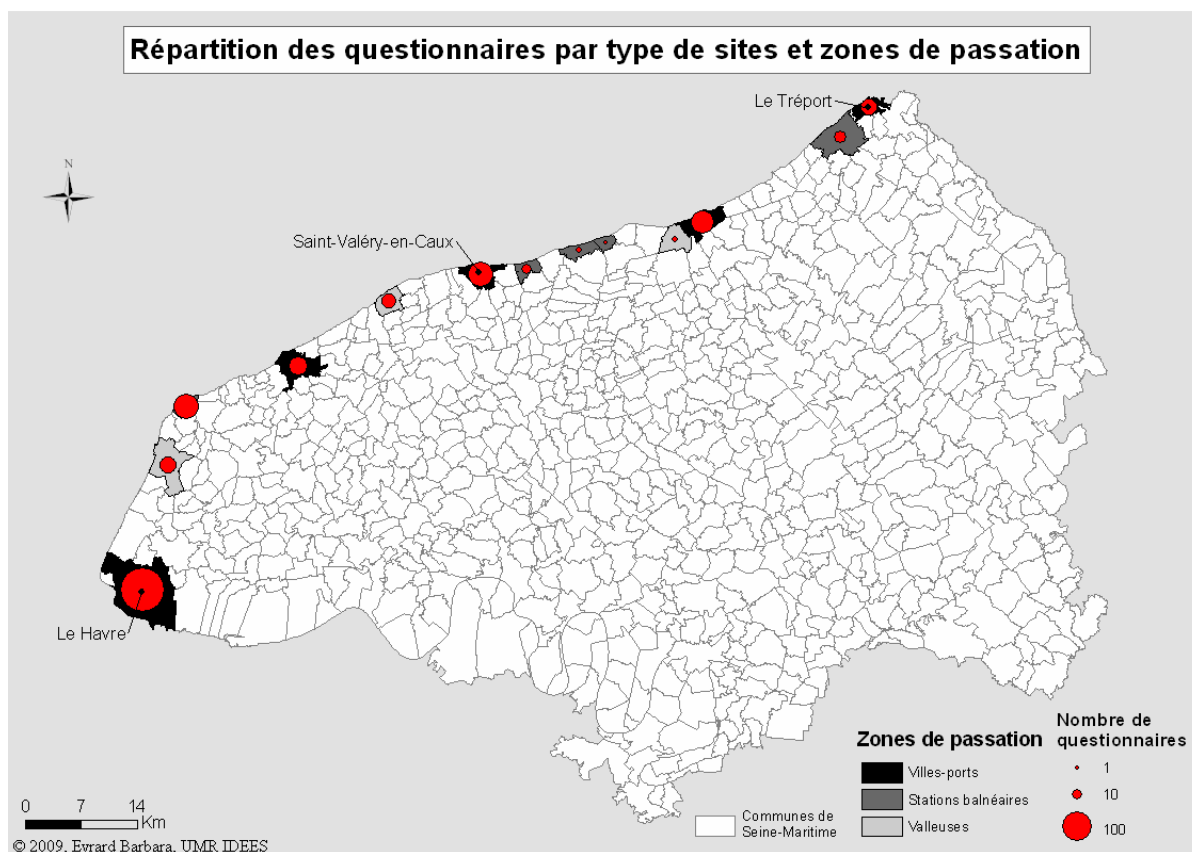 Répartition des questionnaires par type de sites et zones de passation
Le Tréport
N
Saint-Valéry-en-Caux
Le Havre
Zones de passation
Villes-ports
Stations balnéaires
Valleuses
Nombre de
questionnaires
1
10
100
Communes de
Seine-Maritime
0 7 14
Km
© 2009, Evrard Barbara, UMR IDEES